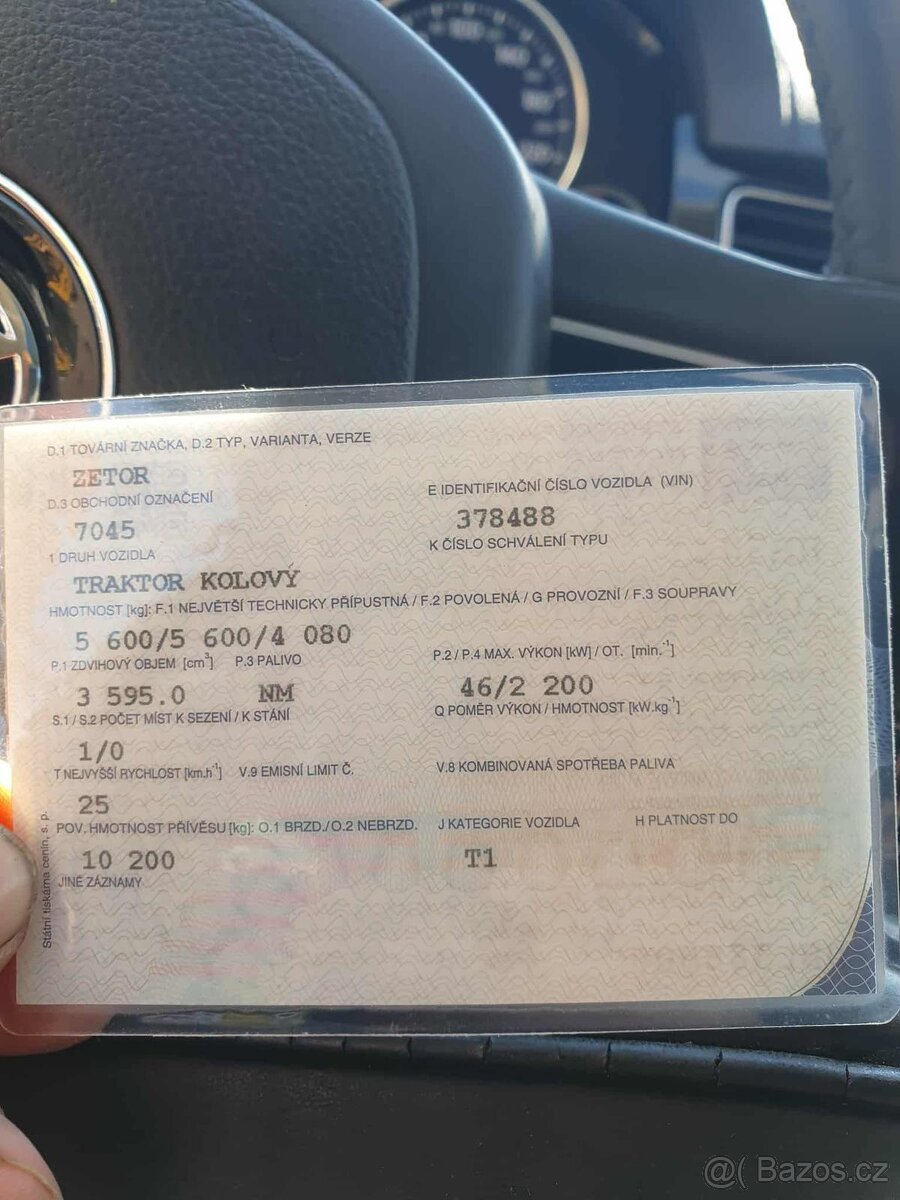 D.1 TOVÁRNÍ ZNAČKA, D.2 TYP, VARIANTA, VERZE
ZETOR
D.3 OBCHODNÍ OZNAČENÍ
E IDENTIFIKAČNÍ ČÍSLO VOZIDLA (VIN)
7045
378488
1 DRUH VOZIDLA
K ČÍSLO SCHVÁLENÍ TYPU
TRAKTOR KOLOVÝ
HMOTNOST [kg]: F.1 NEJVĚTŠÍ TECHNICKY PŘÍPUSTNÁ / F.2 POVOLENÁ / G PROVOZNÍ / F.3 SOUPRAVY
5 600/5 600/4 080
P.1 ZDVIHOVÝ OBJEM [cm³] P.3 PALIVO
P.2 / P.4 MAX. VÝKON [kW] / OT. [min.⁻¹]
3 595.0 NM
46/2 200
S.1 / S.2 POČET MÍST K SEZENÍ / K STÁNÍ
Q POMĚR VÝKON / HMOTNOST [kW.kg⁻¹]
1/0
T NEJVYŠŠÍ RYCHLOST [km.h⁻¹] V.9 EMISNÍ LIMIT Č.
V.8 KOMBINOVANÁ SPOTŘEBA PALIVA
25
POV. HMOTNOST PŘÍVĚSU [kg]: O.1 BRZD./O.2 NEBRZD.
J KATEGORIE VOZIDLA
H PLATNOST DO
10 200
T1
JINÉ ZÁZNAMY
Státní tiskárna cenin, s. p.
@( Bazos.cz